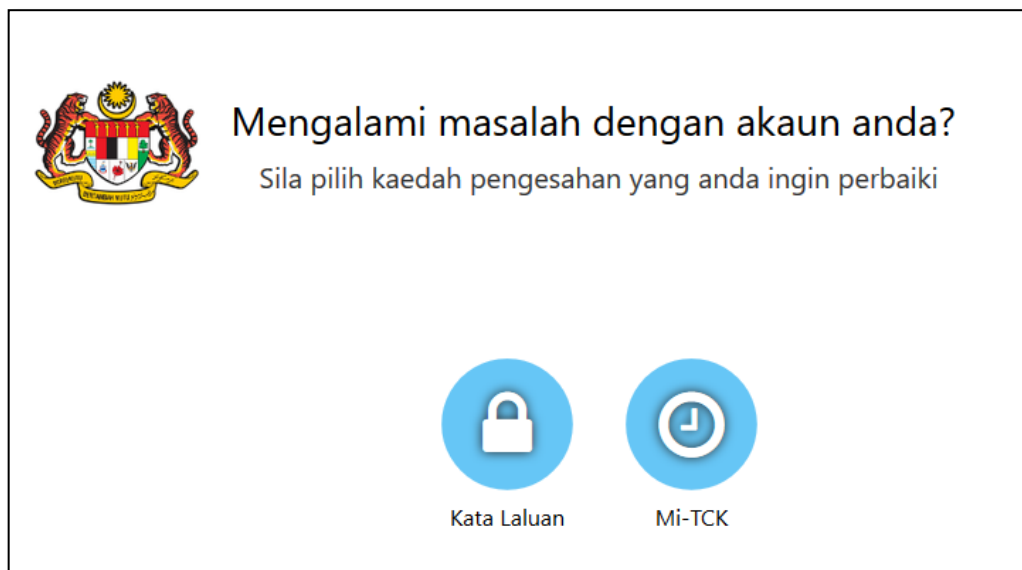 Mengalami masalah dengan akaun anda?
Sila pilih kaedah pengesahan yang anda ingin perbaiki
Kata Laluan
Mi-TCK